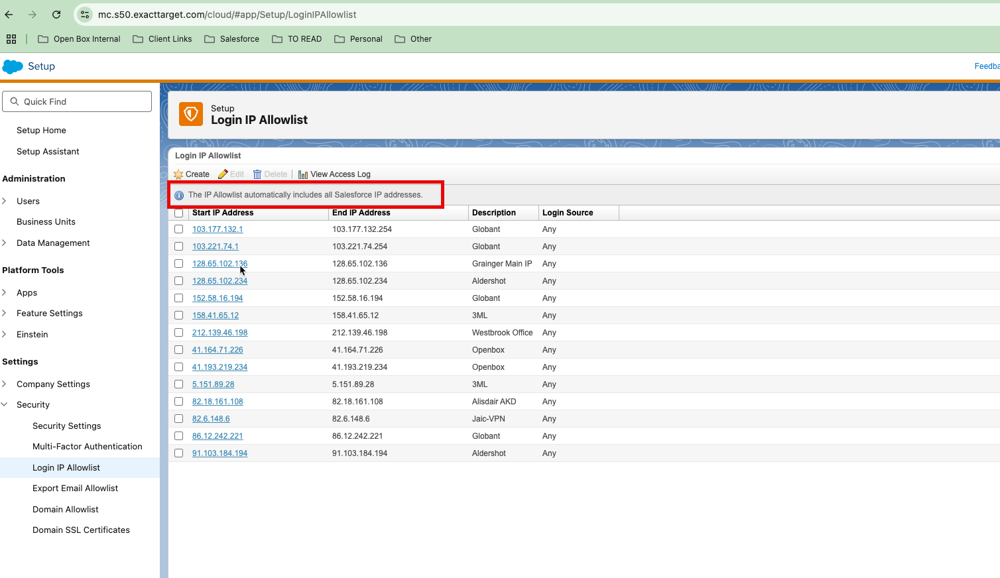 mc.s50.exacttarget.com/cloud/#app/Setup/LoginIPAllowlist
Open Box Internal Client Links Salesforce TO READ Personal Other
Setup
Feedba
Quick Find
Setup Home
Setup Assistant
Administration
Users
Business Units
Data Management
Platform Tools
Apps
Feature Settings
Einstein
Settings
Company Settings
Security
Security Settings
Multi-Factor Authentication
Login IP Allowlist
Export Email Allowlist
Domain Allowlist
Domain SSL Certificates
Setup
Login IP Allowlist
Login IP Allowlist
Create Edit Delete View Access Log
The IP Allowlist automatically includes all Salesforce IP addresses.
Start IP Address End IP Address Description Login Source
103.177.132.1 103.177.132.254 Globant Any
103.221.74.1 103.221.74.254 Globant Any
128.65.102.136 128.65.102.136 Grainger Main IP Any
128.65.102.234 128.65.102.234 Aldershot Any
152.58.16.194 152.58.16.194 Globant Any
158.41.65.12 158.41.65.12 3ML Any
212.139.46.198 212.139.46.198 Westbrook Office Any
41.164.71.226 41.164.71.226 Openbox Any
41.193.219.234 41.193.219.234 Openbox Any
5.151.89.28 5.151.89.28 3ML Any
82.18.161.108 82.18.161.108 Alisdair AKD Any
82.6.148.6 82.6.148.6 Jaic-VPN Any
86.12.242.221 86.12.242.221 Globant Any
91.103.184.194 91.103.184.194 Aldershot Any